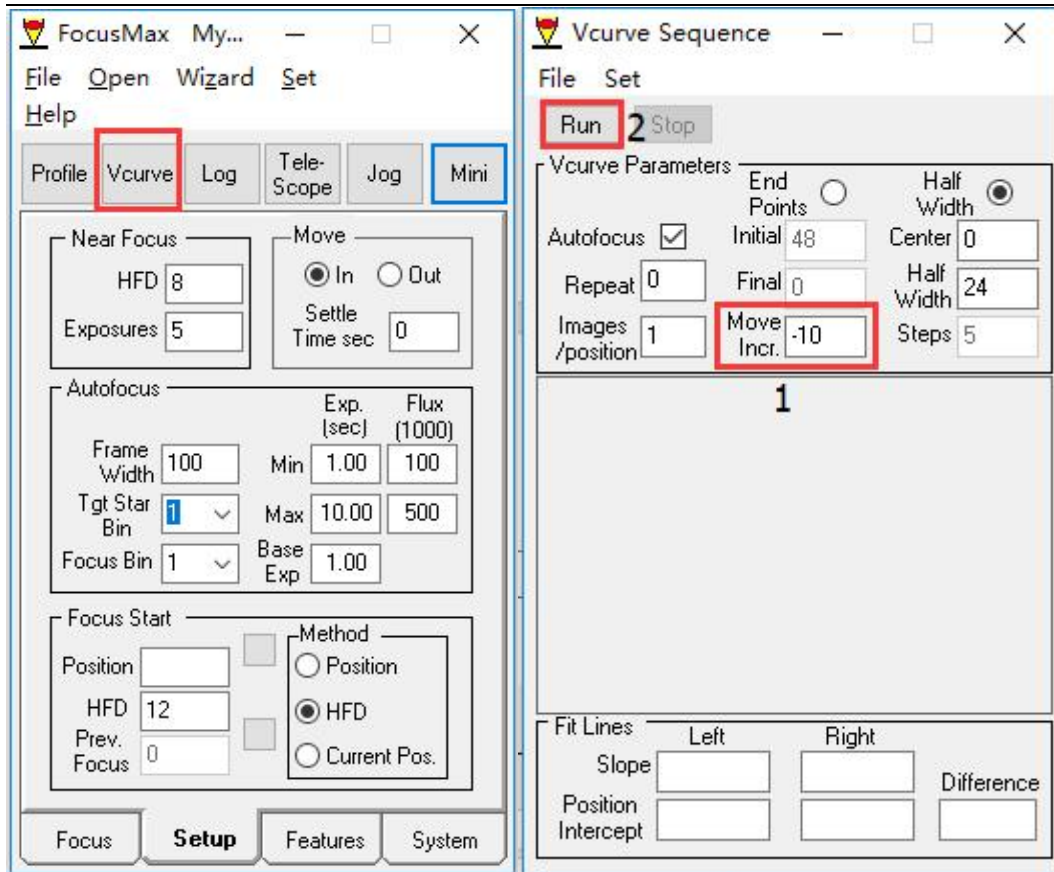 FocusMax My...
File Open Wizard Set
Help
Profile Vcurve Log Tele-
Scope Jog Mini
Near Focus
HFD 8
Exposures 5
Move
In Out
Settle
Time sec 0
Autofocus
Exp. Flux
(sec) (1000)
Frame
Width 100 Min 1.00 100
Tgt Star
Bin 1 Max 10.00 500
Focus Bin 1 Base
Exp 1.00
Focus Start
Position
HFD 12
Prev.
Focus 0
Method
Position
HFD
Current Pos.
Focus Setup Features System
Vcurve Sequence
File Set
Run 2 Stop
Vcurve Parameters
End
Points
Half
Width
Autofocus Initial 48 Center 0
Repeat 0 Final 0 Half
Width 24
Images
/position 1 Move
Incr. -10 Steps 5
1
Fit Lines
Left Right
Slope
Difference
Position
Intercept